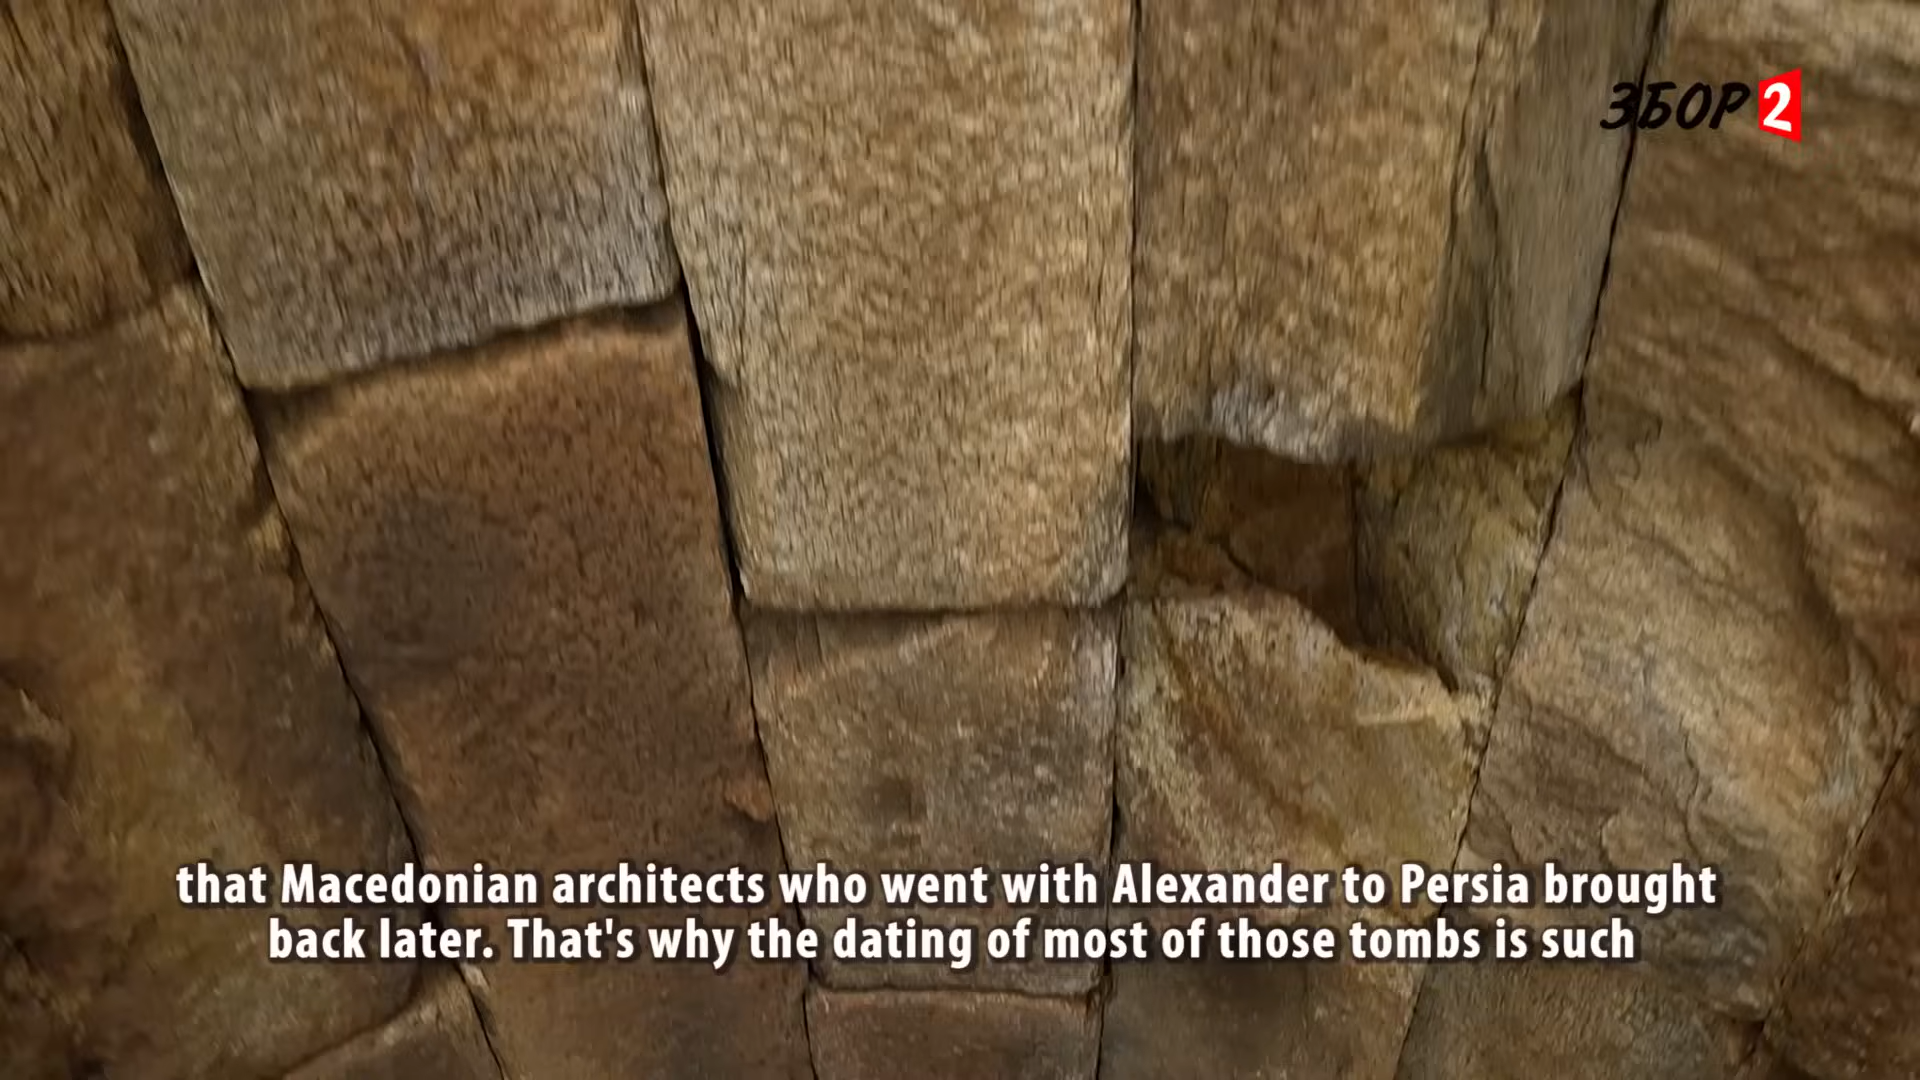 ЗБОР 2
that Macedonian architects who went with Alexander to Persia brought
back later. That's why the dating of most of those tombs is such